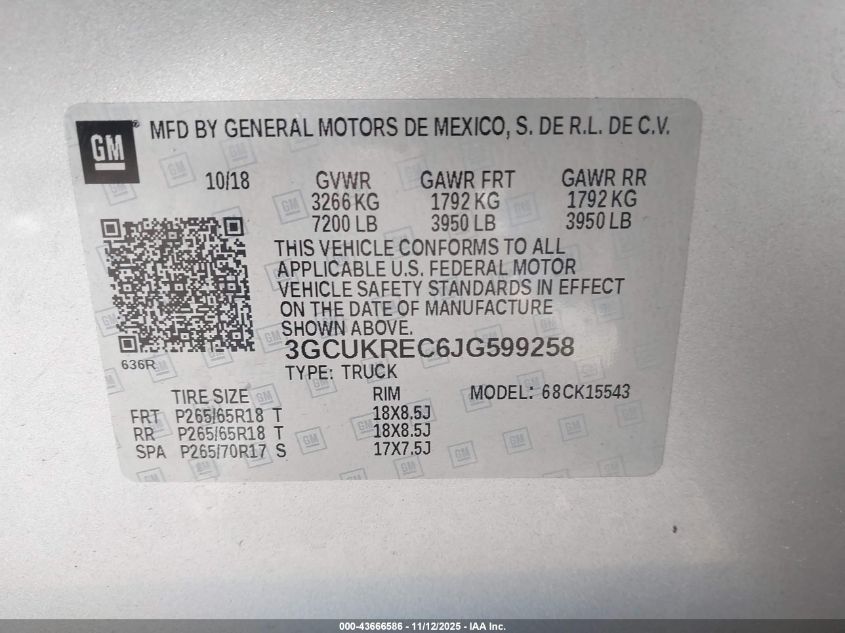 GM ® MFD BY GENERAL MOTORS DE MEXICO, S. DE R.L. DE C.V.
10/18 GVWR GAWR FRT GAWR RR
3266 KG 1792 KG 1792 KG
7200 LB 3950 LB 3950 LB
THIS VEHICLE CONFORMS TO ALL
APPLICABLE U.S. FEDERAL MOTOR
VEHICLE SAFETY STANDARDS IN EFFECT
ON THE DATE OF MANUFACTURE
SHOWN ABOVE.
3GCUKREC6JG599258
636R
TYPE: TRUCK
TIRE SIZE RIM MODEL: 68CK15543
FRT P265/65R18 T 18X8.5J
RR P265/65R18 T 18X8.5J
SPA P265/70R17 S 17X7.5J
000-43666586 - 11/12/2025 - IAA Inc.